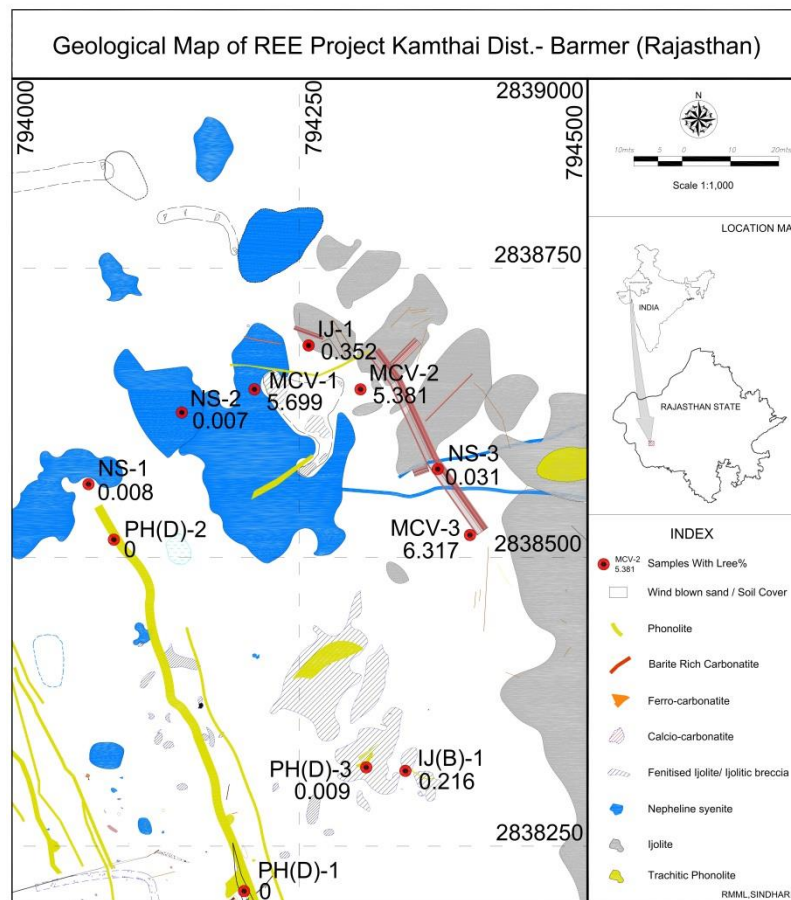 Geological Map of REE Project Kamthai Dist.- Barmer (Rajasthan)
794000
794250
2839000
794500
2838750
2838500
2838250
IJ-1
0.352
MCV-1
5.699
MCV-2
5.381
NS-2
0.007
NS-3
0.031
NS-1
0.008
PH(D)-2
0
MCV-3
6.317
PH(D)-3
0.009
IJ(B)-1
0.216
PH(D)-1
0
N
10mts 5 0 10 20mts
Scale 1:1,000
LOCATION MA
INDIA
RAJASTHAN STATE
INDEX
MCV-2
5.381
Samples With Lree%
Wind blown sand / Soil Cover
Phonolite
Barite Rich Carbonatite
Ferro-carbonatite
Calcio-carbonatite
Fenitised Ijolite/ Ijolitic breccia
Nepheline syenite
Ijolite
Trachitic Phonolite
RMML,SINDHAR